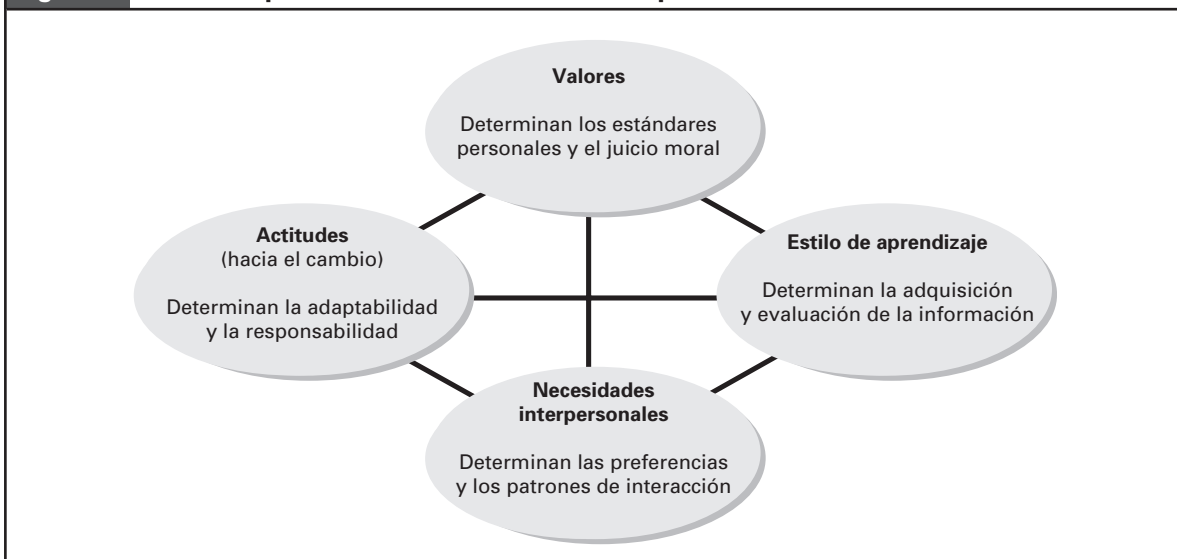 Valores
Determinan los estándares
personales y el juicio moral
Actitudes
(hacia el cambio)
Determinan la adaptabilidad
y la responsabilidad
Estilo de aprendizaje
Determinan la adquisición
y evaluación de la información
Necesidades
interpersonales
Determinan las preferencias
y los patrones de interacción